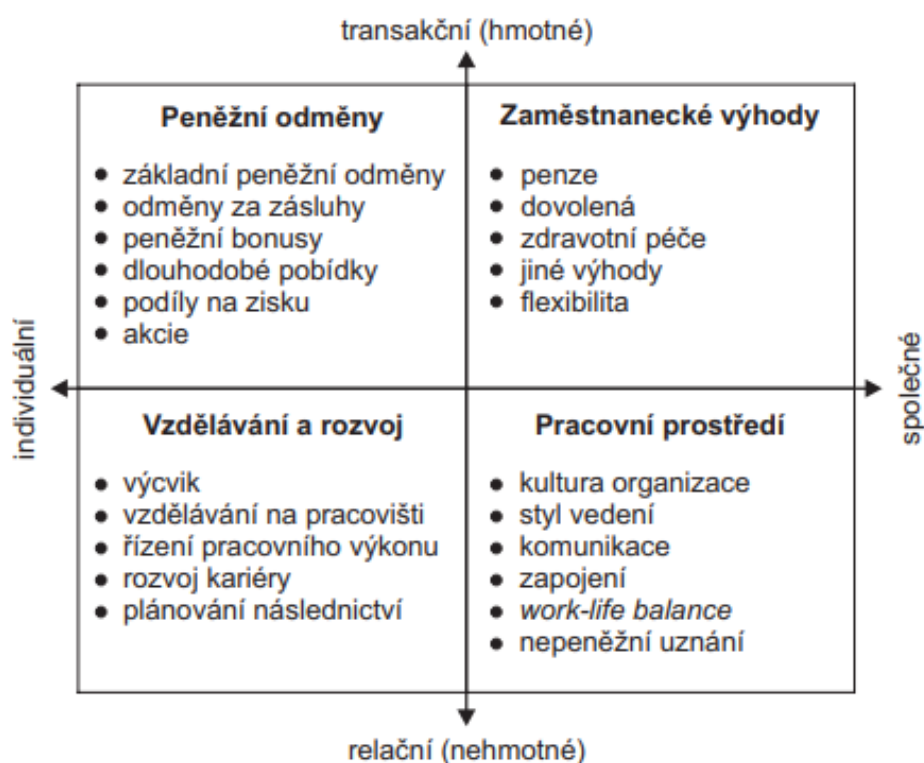 transakční (hmotné)
Peněžní odměny
• základní peněžní odměny
• odměny za zásluhy
• peněžní bonusy
• dlouhodobé pobídky
• podíly na zisku
• akcie
Zaměstnanecké výhody
• penze
• dovolená
• zdravotní péče
• jiné výhody
• flexibilita
individuální
společné
Vzdělávání a rozvoj
• výcvik
• vzdělávání na pracovišti
• řízení pracovního výkonu
• rozvoj kariéry
• plánování následnictví
Pracovní prostředí
• kultura organizace
• styl vedení
• komunikace
• zapojení
• work-life balance
• nepeněžní uznání
relační (nehmotné)